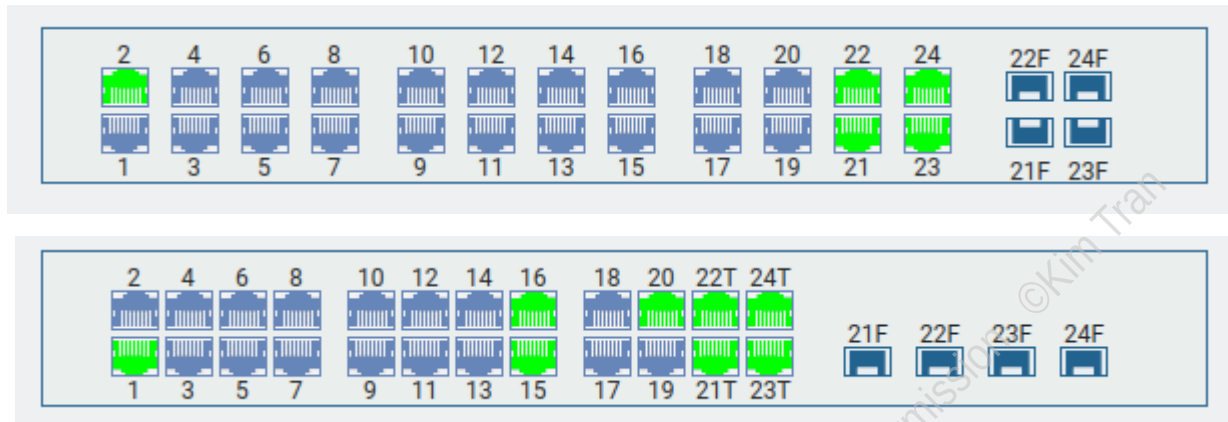 2 4 6 8 10 12 14 16 18 20 22 24 22F 24F
1 3 5 7 9 11 13 15 17 19 21 23 21F 23F
©Kim Tran
2 4 6 8 10 12 14 16 18 20 22T 24T
21F 22F 23F 24F
1 3 5 7 9 11 13 15 17 19 21T 23T